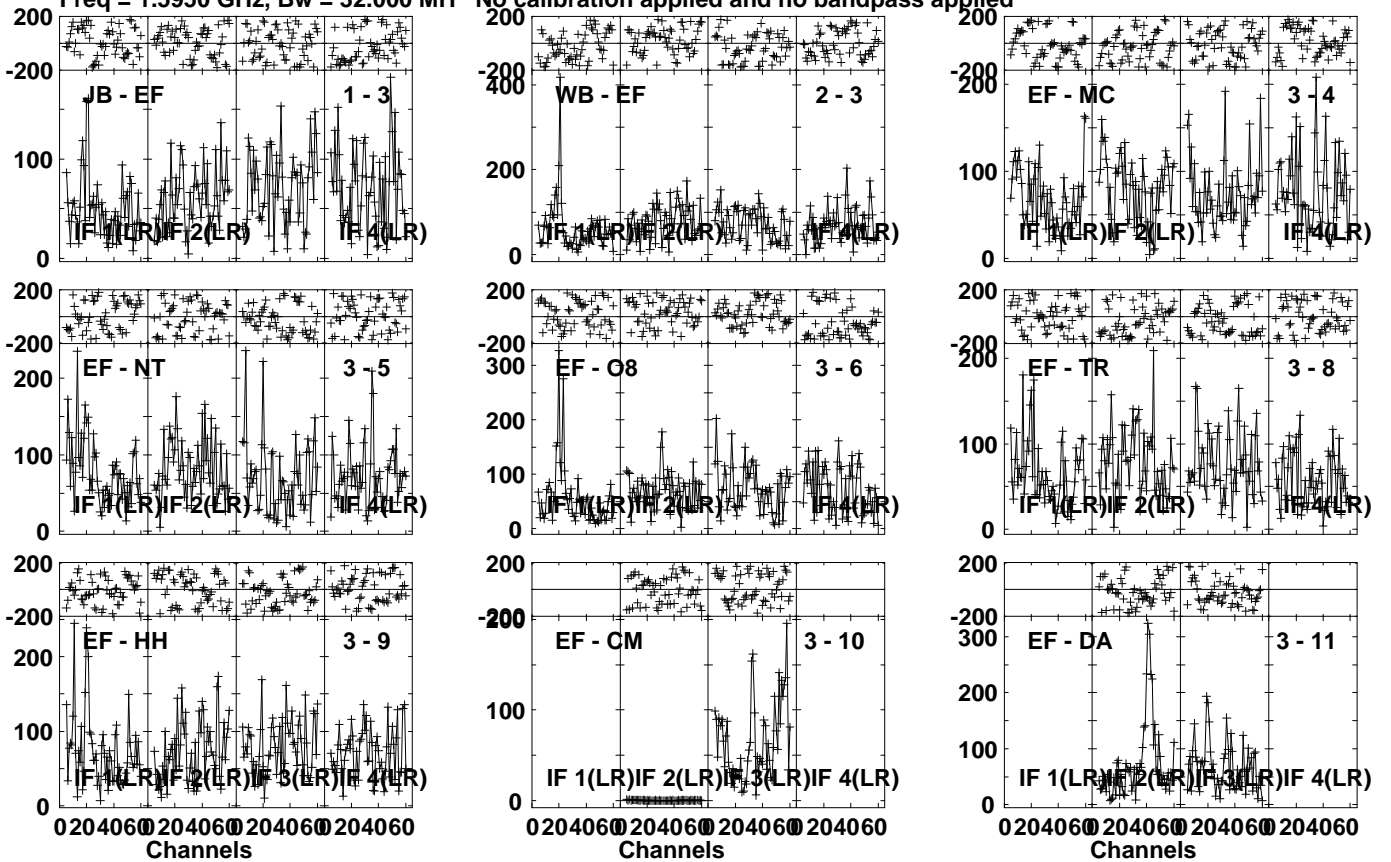 Freq = 1.5950 GHz, Bw = 32.000 MH No calibration applied and no bandpass applied
200
-200
JB - EF 1 - 3
100
0
IF 1(LR) IF 2(LR) IF 4(LR)
200
-200
400
WB - EF 2 - 3
200
0
IF 1(LR) IF 2(LR) IF 4(LR)
200
-200
200
EF - MC 3 - 4
100
0
IF 1(LR) IF 2(LR) IF 4(LR)
200
-200
200
EF - NT 3 - 5
100
0
IF 1(LR) IF 2(LR) IF 4(LR)
200
-200
300
EF - O8 3 - 6
200
100
0
IF 1(LR) IF 2(LR) IF 4(LR)
200
-200
200
EF - TR 3 - 8
100
0
IF 1(LR) IF 2(LR) IF 4(LR)
200
-200
200
EF - HH 3 - 9
100
0
IF 1(LR) IF 2(LR) IF 3(LR) IF 4(LR)
0 20 40 60 0 20 40 60 0 20 40 60 0 20 40 60
Channels
200
-200
200
EF - CM 3 - 10
100
0
IF 1(LR) IF 2(LR) IF 3(LR) IF 4(LR)
0 20 40 60 0 20 40 60 0 20 40 60 0 20 40 60
Channels
200
-200
300
EF - DA 3 - 11
200
100
0
IF 1(LR) IF 2(LR) IF 3(LR) IF 4(LR)
0 20 40 60 0 20 40 60 0 20 40 60 0 20 40 60
Channels